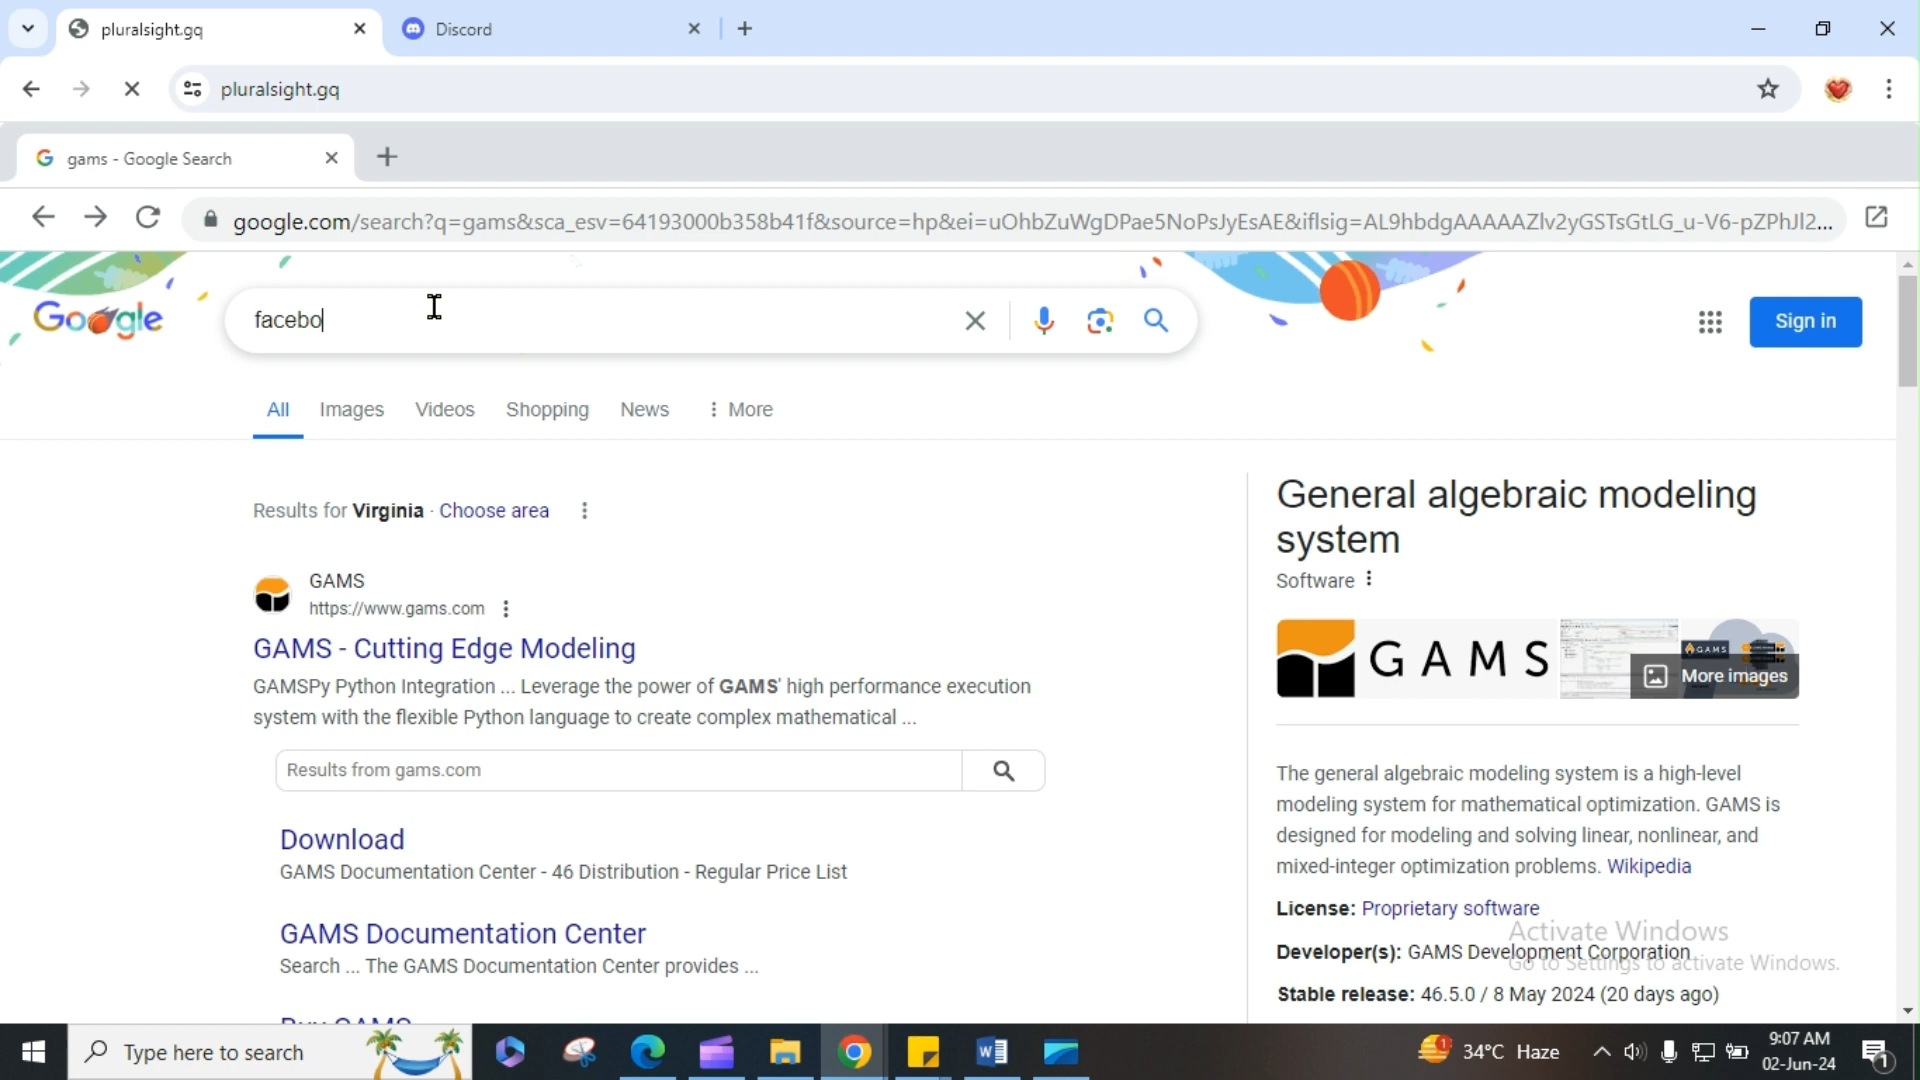 pluralsight.gq
Discord
pluralsight.gq
gams - Google Search
google.com/search?q=gams&sca_esv=64193000b358b41f&source=hp&ei=uOhbZuWgDPae5NoPsJyEsAE&iflsig=AL9hbdgAAAAAZlv2yGSTsGtLG_u-V6-pZPhJl2...
Google
facebo
Sign in
All Images Videos Shopping News More
Results for Virginia · Choose area
GAMS
https://www.gams.com
GAMS - Cutting Edge Modeling
GAMSPy Python Integration ... Leverage the power of GAMS' high performance execution
system with the flexible Python language to create complex mathematical ...
Results from gams.com
Download
GAMS Documentation Center - 46 Distribution - Regular Price List
GAMS Documentation Center
Search ... The GAMS Documentation Center provides ...
Buy GAMS
General algebraic modeling
system
Software
GAMS
GAMS
More images
The general algebraic modeling system is a high-level
modeling system for mathematical optimization. GAMS is
designed for modeling and solving linear, nonlinear, and
mixed-integer optimization problems. Wikipedia
License: Proprietary software
Developer(s): GAMS Development Corporation
Stable release: 46.5.0 / 8 May 2024 (20 days ago)
Activate Windows
Go to Settings to activate Windows.
Type here to search
34°C Haze
9:07 AM
02-Jun-24